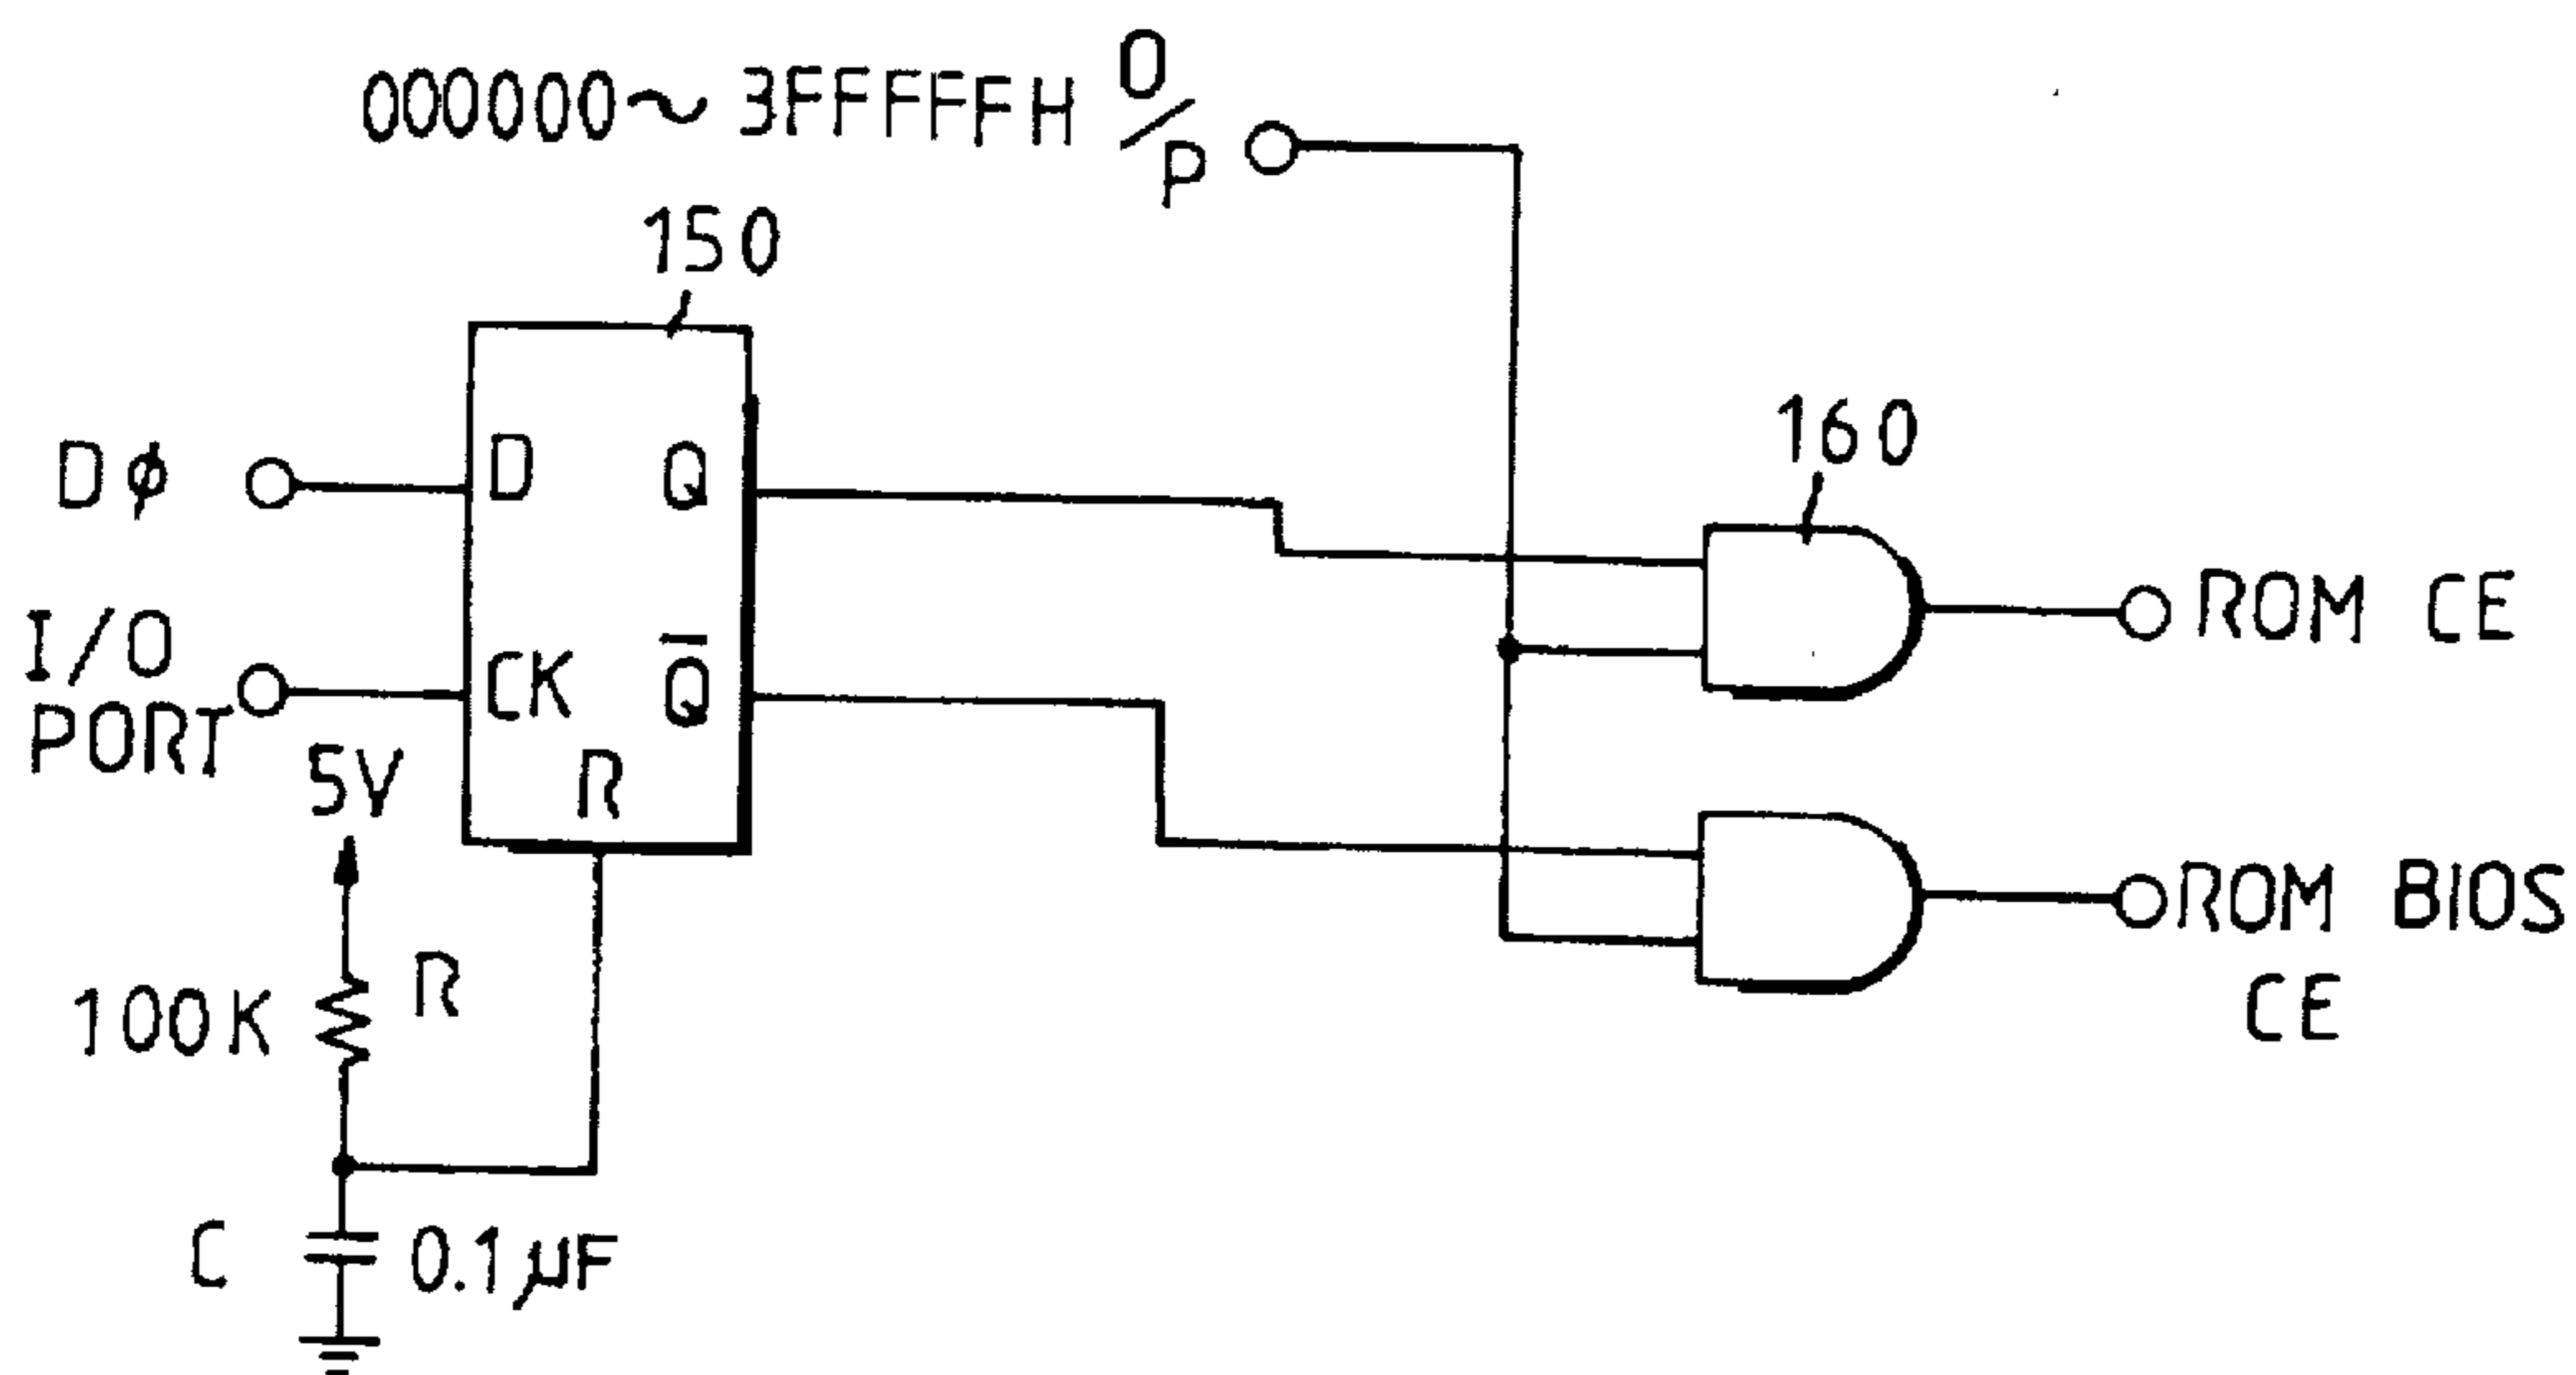 000000~3FFFFFH O/P
150
160
Dφ
D
Q
I/O
PORT
CK
Q̅
R
5V
ROM CE
ROM BIOS
CE
100K
R
C
0.1μF